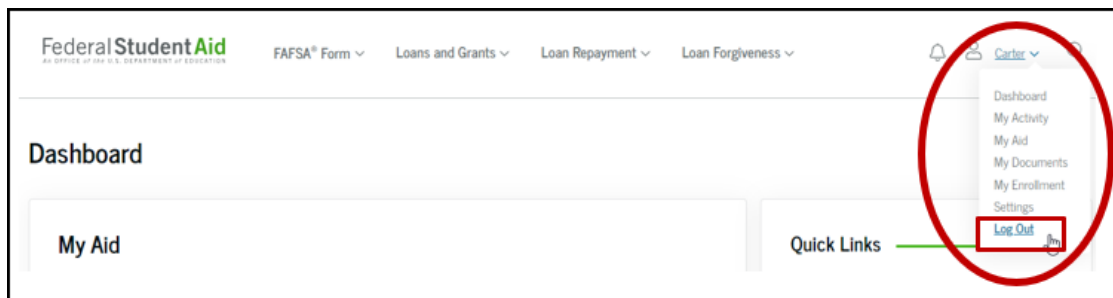 Federal Student Aid
An OFFICE of the U.S. DEPARTMENT of EDUCATION
FAFSA® Form
Loans and Grants
Loan Repayment
Loan Forgiveness
Carter
Dashboard
My Activity
My Aid
My Documents
My Enrollment
Settings
Log Out
Dashboard
My Aid
Quick Links